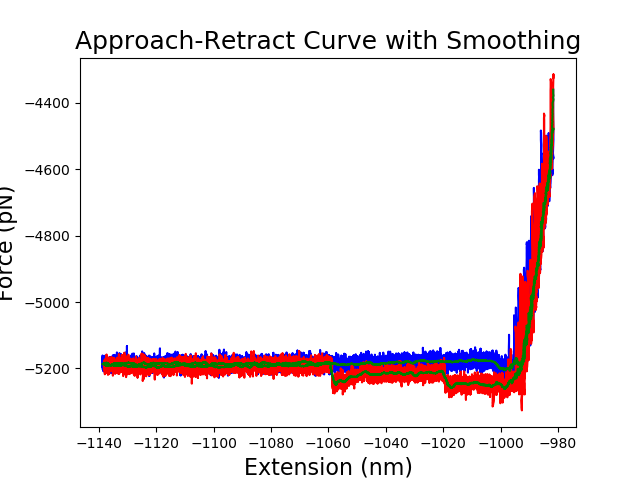 Approach-Retract Curve with Smoothing
Force (pN)
−4400
−4600
−4800
−5000
−5200
−1140 −1120 −1100 −1080 −1060 −1040 −1020 −1000 −980
Extension (nm)